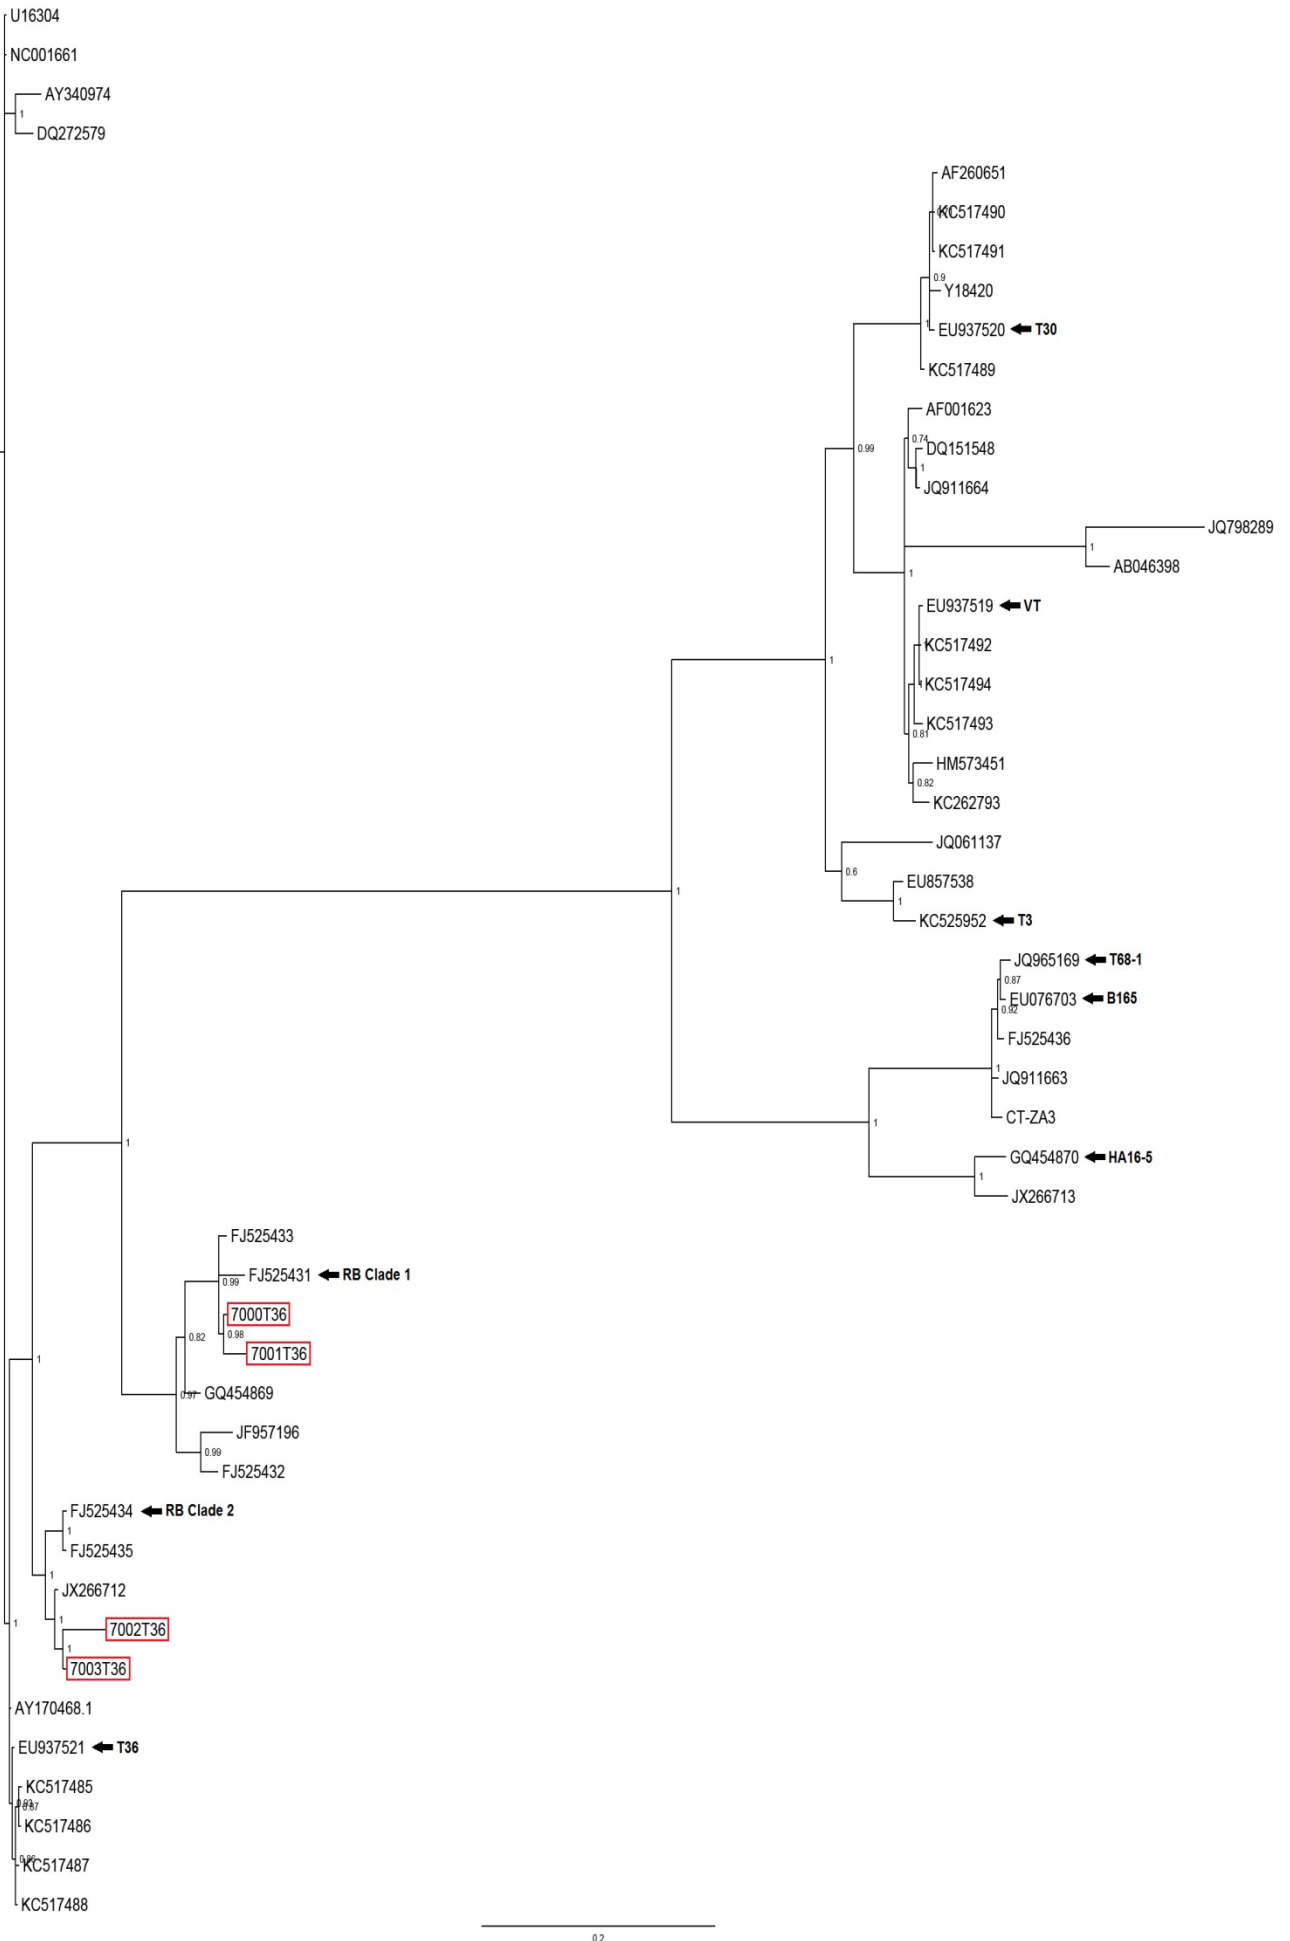 U16304
NC001661
AY340974
1
DQ272579
AF260651
KC517490
KC517491
0.9
Y18420
1
EU937520 T30
KC517489
AF001623
0.74
DQ151548
0.99
1
JQ911664
JQ798289
1
AB046398
1
EU937519 VT
KC517492
1
KC517494
KC517493
0.81
HM573451
0.82
KC262793
JQ061137
0.6
EU857538
1
1
KC525952 T3
JQ965169 T68-1
0.87
EU076703 B165
0.92
FJ525436
1
JQ911663
CT-ZA3
1
1
GQ454870 HA16-5
1
JX266713
FJ525433
FJ525431 RB Clade 1
0.99
7000T36
0.98
0.82
7001T36
1
0.97
GQ454869
JF957196
0.99
FJ525432
FJ525434 RB Clade 2
1
FJ525435
1
JX266712
1
1
7002T36
1
7003T36
AY170468.1
EU937521 T36
KC517485
KC517486
KC517487
KC517488
0.2